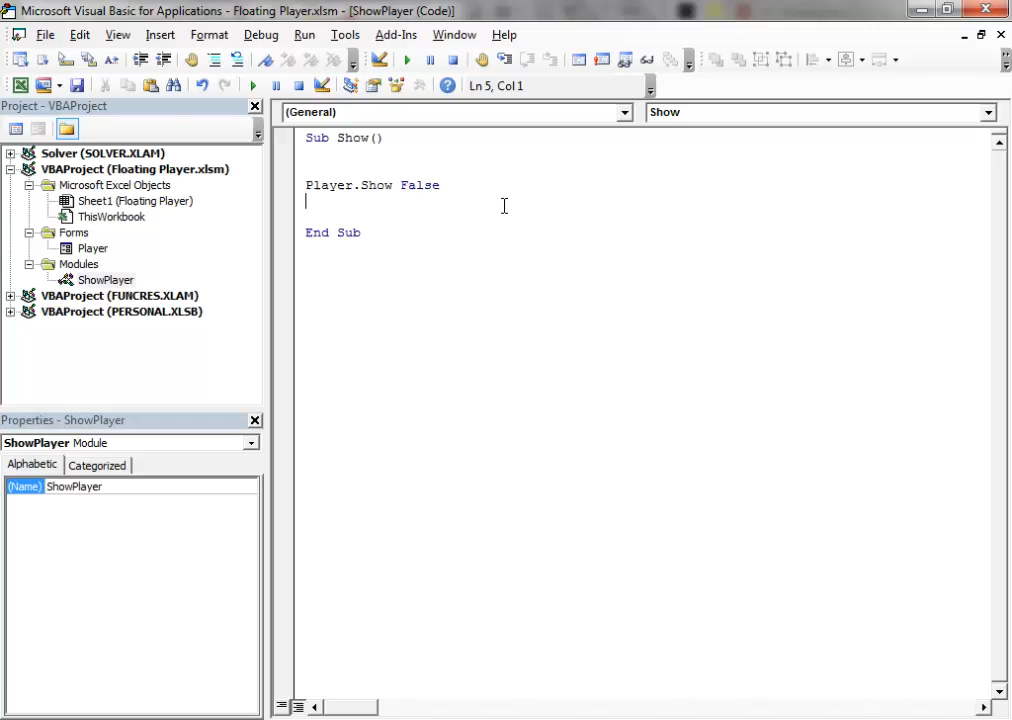 Microsoft Visual Basic for Applications - Floating Player.xlsm - [ShowPlayer (Code)]
File Edit View Insert Format Debug Run Tools Add-Ins Window Help
Ln 5, Col 1
Project - VBAProject
Solver (SOLVER.XLAM)
VBAProject (Floating Player.xlsm)
Microsoft Excel Objects
Sheet1 (Floating Player)
ThisWorkbook
Forms
Player
Modules
ShowPlayer
VBAProject (FUNCRES.XLAM)
VBAProject (PERSONAL.XLSB)
Properties - ShowPlayer
ShowPlayer Module
Alphabetic Categorized
(Name) ShowPlayer
(General) Show
Sub Show()
Player.Show False
End Sub